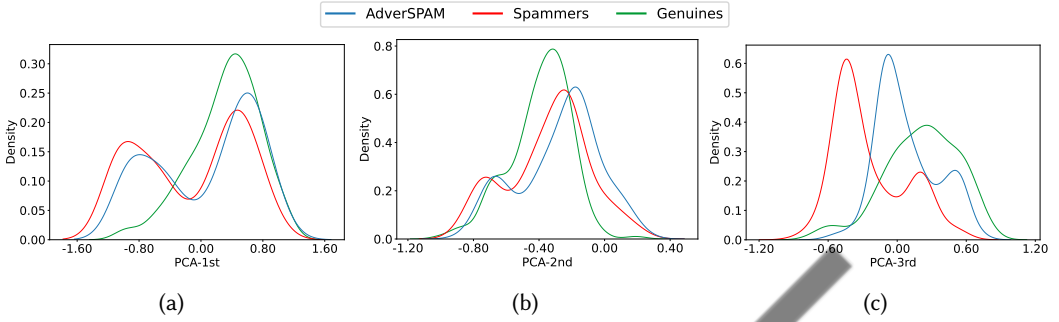 AdverSPAM Spammers Genuines
Density
0.30
0.25
0.20
0.15
0.10
0.05
0.00
-1.60 -0.80 0.00 0.80 1.60
PCA-1st
(a)
Density
0.8
0.6
0.4
0.2
0.0
-1.20 -0.80 -0.40 0.00 0.40
PCA-2nd
(b)
Density
0.6
0.5
0.4
0.3
0.2
0.1
0.0
-1.20 -0.60 0.00 0.60 1.20
PCA-3rd
(c)